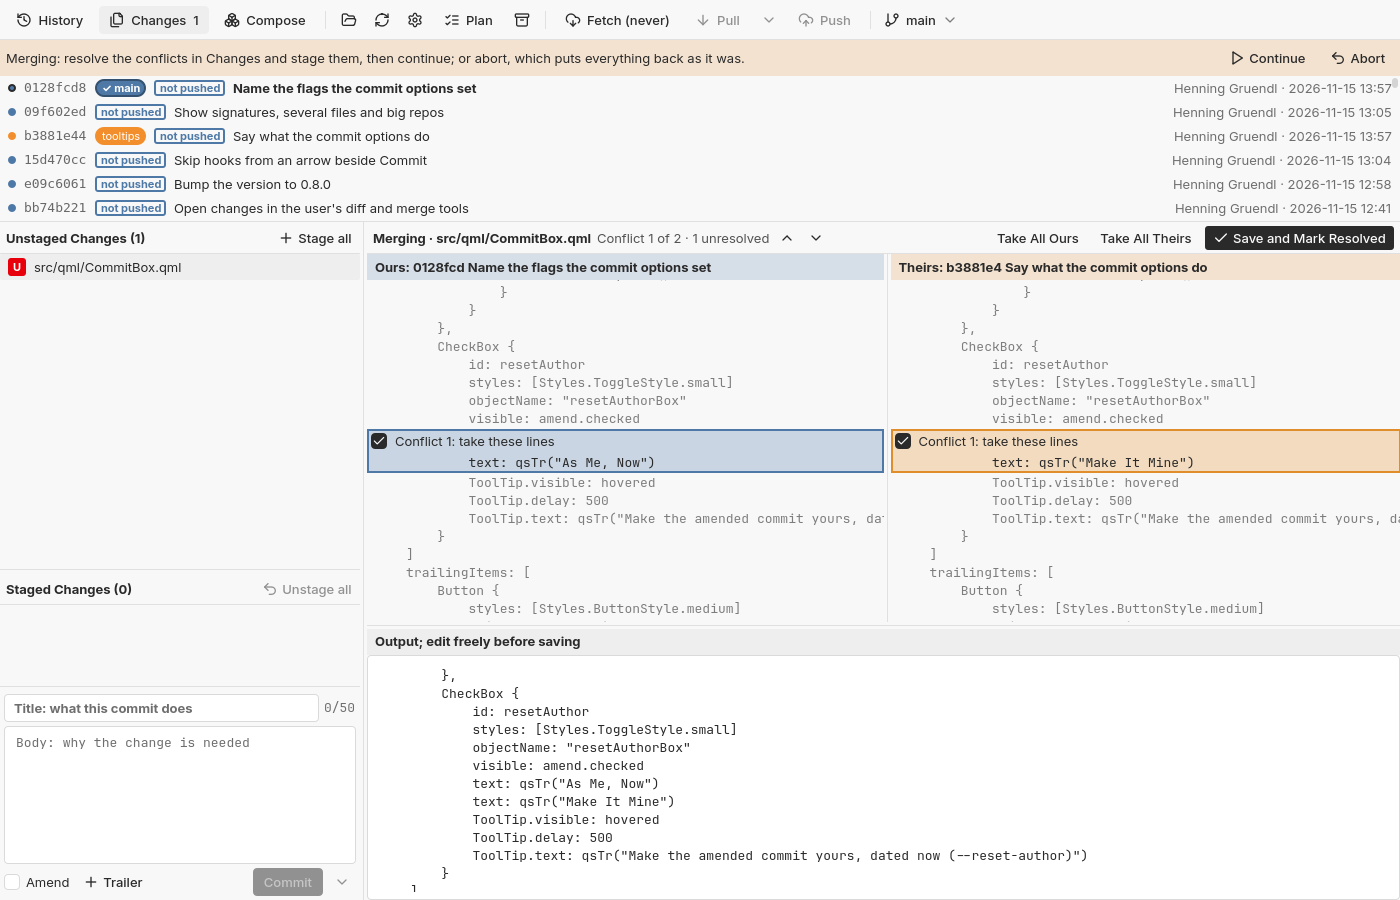 History Changes 1 Compose Plan Fetch (never) Pull Push main
Merging: resolve the conflicts in Changes and stage them, then continue; or abort, which puts everything back as it was. Continue Abort
0128fcd8 main not pushed Name the flags the commit options set Henning Gruendl · 2026-11-15 13:57
09f602ed not pushed Show signatures, several files and big repos Henning Gruendl · 2026-11-15 13:05
b3881e44 tooltips not pushed Say what the commit options do Henning Gruendl · 2026-11-15 13:57
15d470cc not pushed Skip hooks from an arrow beside Commit Henning Gruendl · 2026-11-15 13:04
e09c6061 not pushed Bump the version to 0.8.0 Henning Gruendl · 2026-11-15 12:58
bb74b221 not pushed Open changes in the user's diff and merge tools Henning Gruendl · 2026-11-15 12:41
Unstaged Changes (1) Stage all
U src/qml/CommitBox.qml
Staged Changes (0) Unstage all
Title: what this commit does 0/50
Body: why the change is needed
Amend Trailer Commit
Merging · src/qml/CommitBox.qml Conflict 1 of 2 · 1 unresolved Take All Ours Take All Theirs Save and Mark Resolved
Ours: 0128fcd Name the flags the commit options set
}
}
},
CheckBox {
id: resetAuthor
styles: [Styles.ToggleStyle.small]
objectName: "resetAuthorBox"
visible: amend.checked
Conflict 1: take these lines
text: qsTr("As Me, Now")
ToolTip.visible: hovered
ToolTip.delay: 500
ToolTip.text: qsTr("Make the amended commit yours,
}
]
trailingItems: [
Button {
styles: [Styles.ButtonStyle.medium]
Theirs: b3881e4 Say what the commit options do
}
}
},
CheckBox {
id: resetAuthor
styles: [Styles.ToggleStyle.small]
objectName: "resetAuthorBox"
visible: amend.checked
Conflict 1: take these lines
text: qsTr("Make It Mine")
ToolTip.visible: hovered
ToolTip.delay: 500
ToolTip.text: qsTr("Make the amended commit yours,
}
]
trailingItems: [
Button {
styles: [Styles.ButtonStyle.medium]
Output; edit freely before saving
},
CheckBox {
id: resetAuthor
styles: [Styles.ToggleStyle.small]
objectName: "resetAuthorBox"
visible: amend.checked
text: qsTr("As Me, Now")
text: qsTr("Make It Mine")
ToolTip.visible: hovered
ToolTip.delay: 500
ToolTip.text: qsTr("Make the amended commit yours, dated now (--reset-author)")
}
]